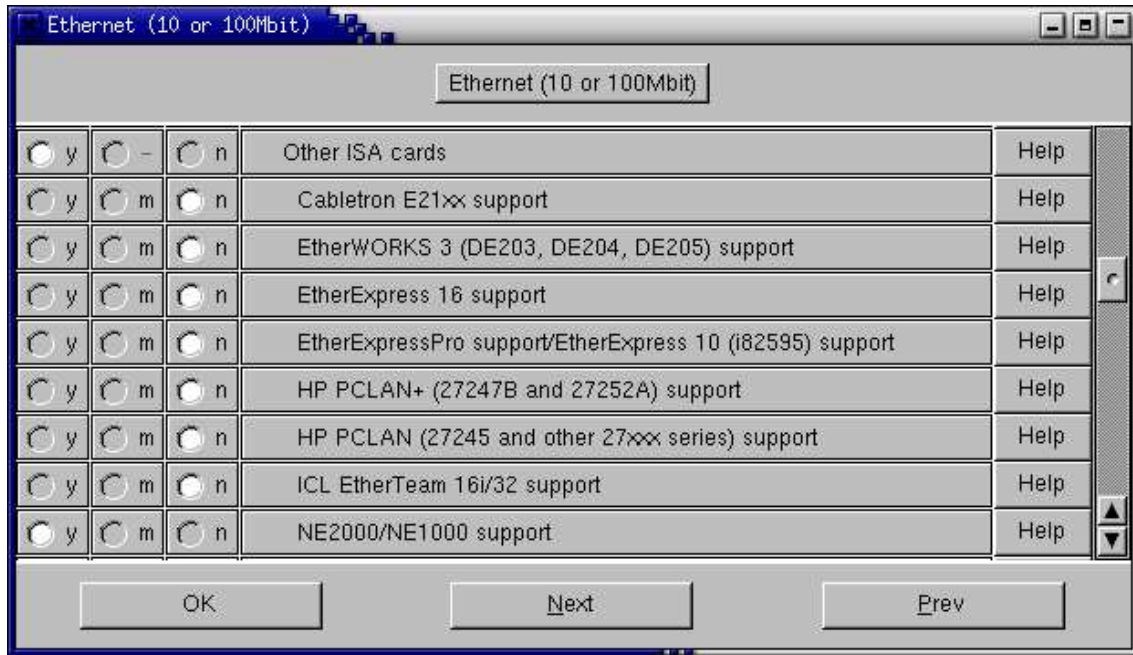 Ethernet (10 or 100Mbit)
Ethernet (10 or 100Mbit)
y - n Other ISA cards Help
y m n Cabletron E21xx support Help
y m n EtherWORKS 3 (DE203, DE204, DE205) support Help
y m n EtherExpress 16 support Help
y m n EtherExpressPro support/EtherExpress 10 (i82595) support Help
y m n HP PCLAN+ (27247B and 27252A) support Help
y m n HP PCLAN (27245 and other 27xxx series) support Help
y m n ICL EtherTeam 16i/32 support Help
y m n NE2000/NE1000 support Help
OK Next Prev